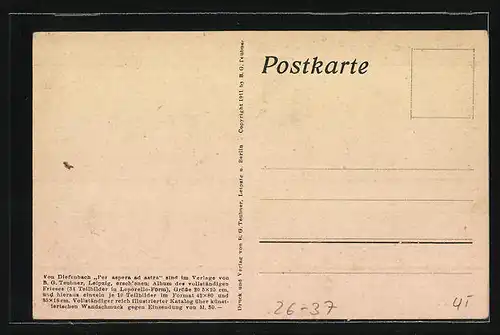 Postkarte
Druck und Verlag von B. G. Teubner, Leipzig u. Berlin Copyright 1911 by B. G. Teubner
Von Diefenbach „Per aspera ad astra“ sind im Verlage von
B. G. Teubner, Leipzig, erschienen: Album des vollständigen
Frieses (34 Teilbilder in Leporello-Form), Größe 20.5×25 cm,
und hieraus einzeln je 10 Teilbilder im Format 42×80 und
35×18 cm. Vollständiger reich illustrierter Katalog über künst-
lerischen Wandschmuck gegen Einsendung von M. 50.—
26-37